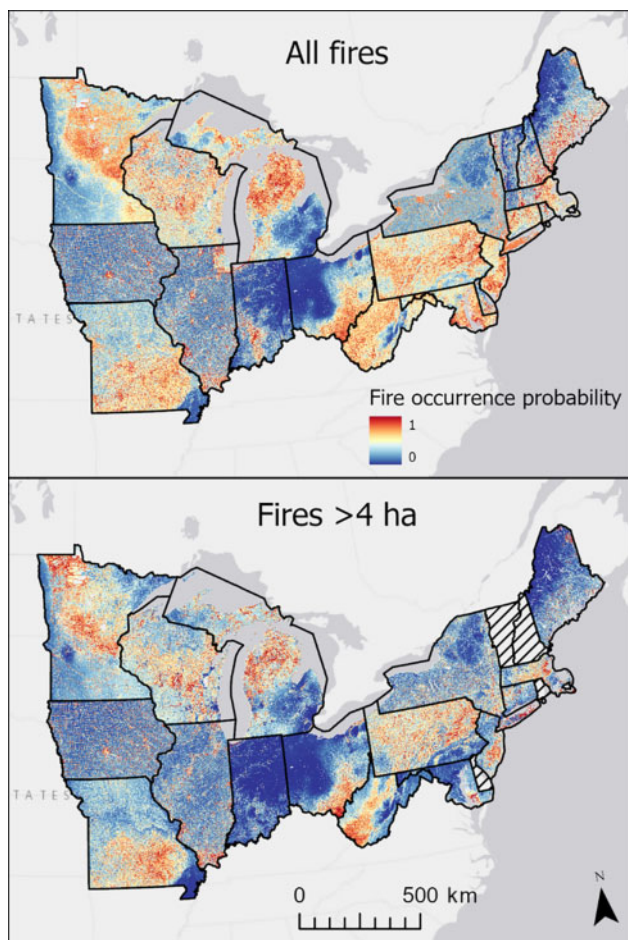 All fires
TATES
Fire occurrence probability
1
0
Fires >4 ha
TATES
0 500 km
N